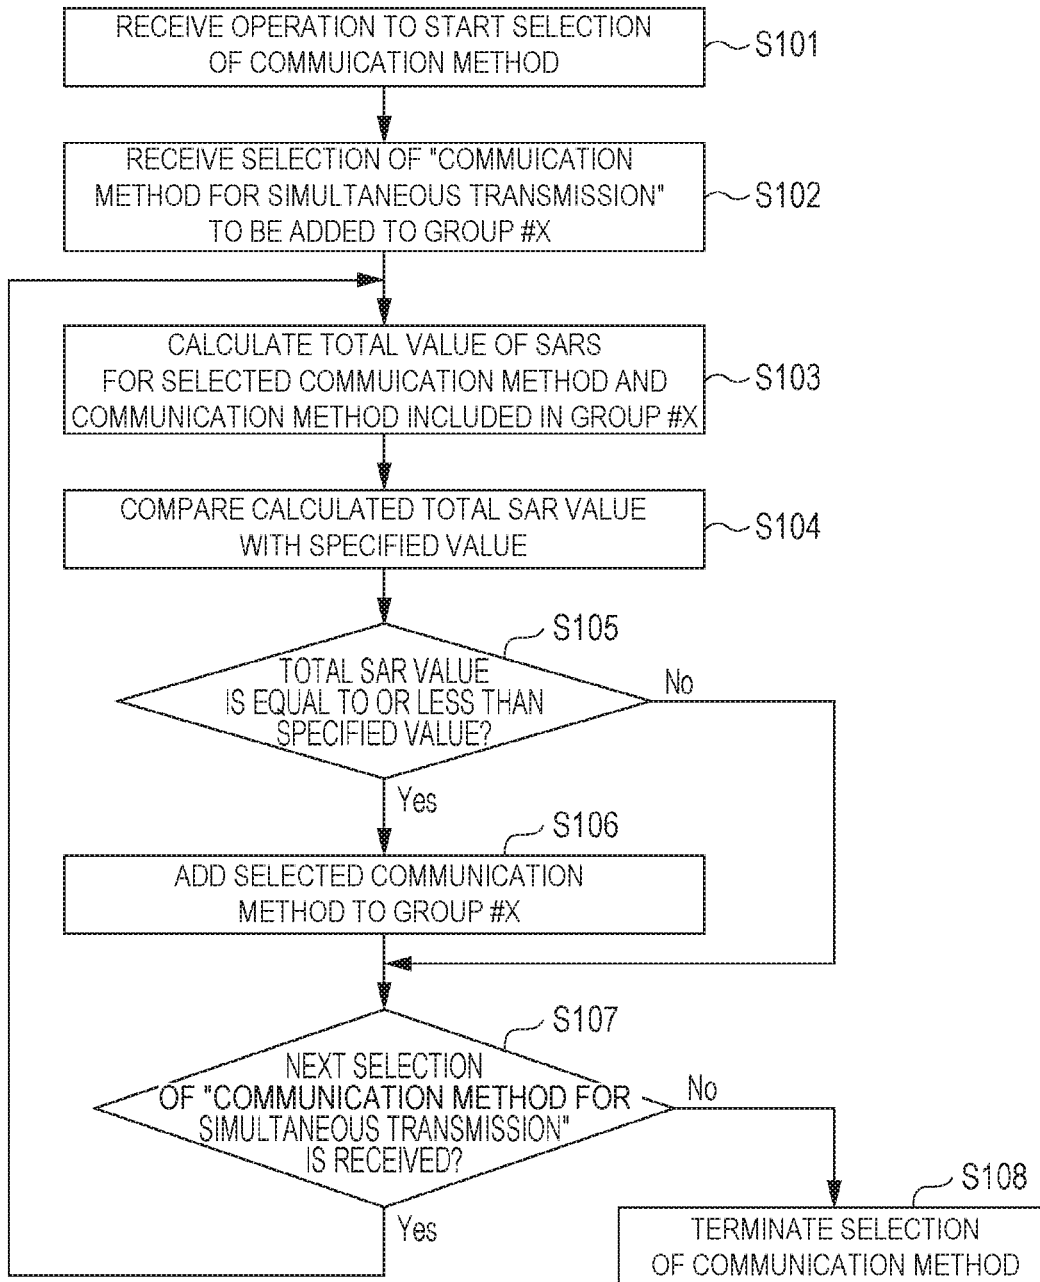 RECEIVE OPERATION TO START SELECTION
OF COMMUICATION METHOD
S101
RECEIVE SELECTION OF "COMMUICATION
METHOD FOR SIMULTANEOUS TRANSMISSION"
TO BE ADDED TO GROUP #X
S102
CALCULATE TOTAL VALUE OF SARS
FOR SELECTED COMMUICATION METHOD AND
COMMUNICATION METHOD INCLUDED IN GROUP #X
S103
COMPARE CALCULATED TOTAL SAR VALUE
WITH SPECIFIED VALUE
S104
S105
TOTAL SAR VALUE
IS EQUAL TO OR LESS THAN
SPECIFIED VALUE?
No
Yes
S106
ADD SELECTED COMMUNICATION
METHOD TO GROUP #X
S107
NEXT SELECTION
OF "COMMUNICATION METHOD FOR
SIMULTANEOUS TRANSMISSION"
IS RECEIVED?
No
Yes
S108
TERMINATE SELECTION
OF COMMUNICATION METHOD